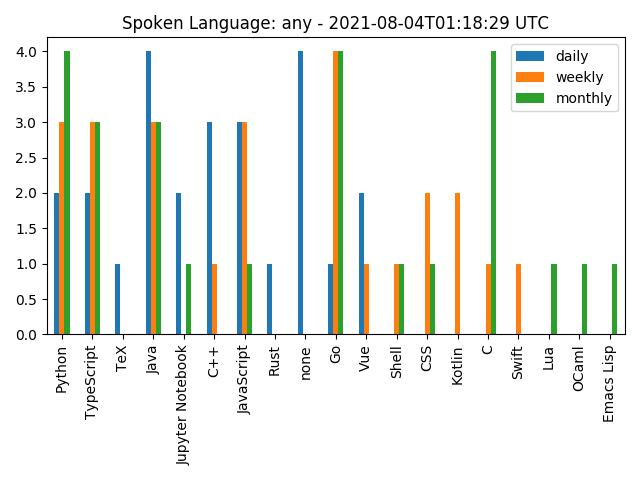 Spoken Language: any - 2021-08-04T01:18:29 UTC
daily
weekly
monthly
4.0
3.5
3.0
2.5
2.0
1.5
1.0
0.5
0.0
Python
TypeScript
TeX
Java
Jupyter Notebook
C++
JavaScript
Rust
none
Go
Vue
Shell
CSS
Kotlin
C
Swift
Lua
OCaml
Emacs Lisp